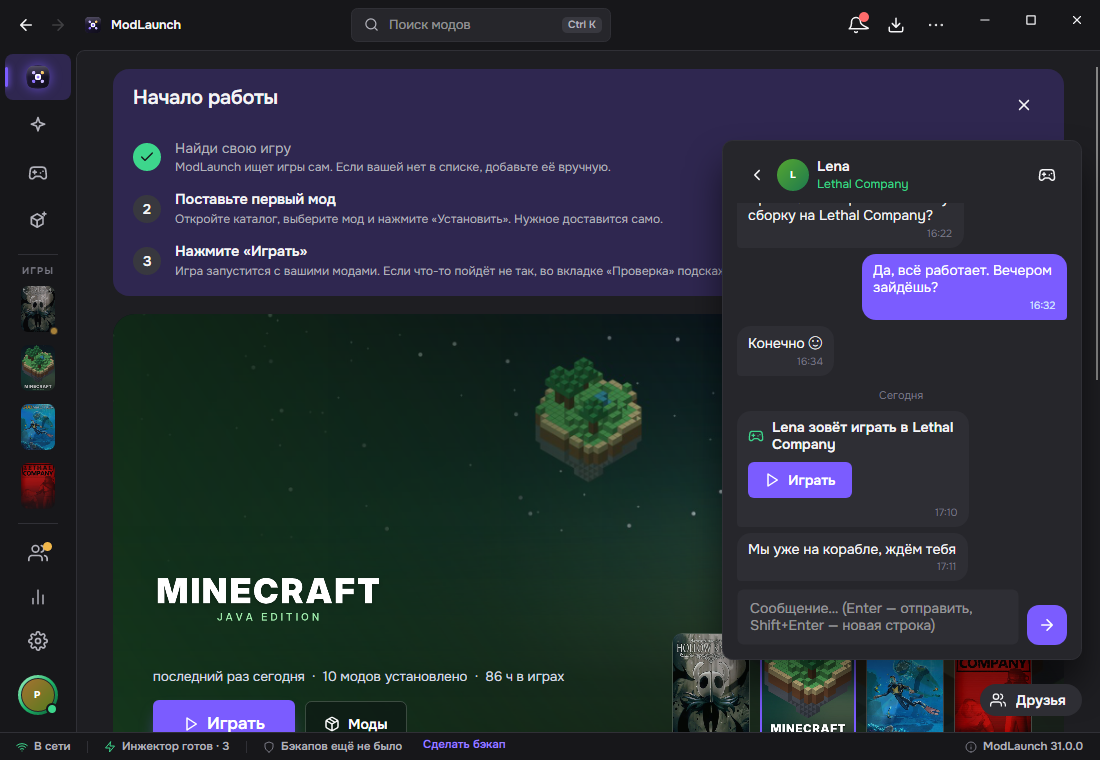 ModLaunch
Поиск модов
Ctrl K
Начало работы
Найди свою игру
ModLaunch ищет игры сам. Если вашей нет в списке, добавьте её вручную.
2
Поставьте первый мод
Откройте каталог, выберите мод и нажмите «Установить». Нужное доставится само.
3
Нажмите «Играть»
Игра запустится с вашими модами. Если что-то пойдёт не так, во вкладке «Проверка»
ИГРЫ
MINECRAFT
LETHAL
COMPANY
P
L
Lena
Lethal Company
сборку на Lethal Company?
16:22
Да, всё работает. Вечером
зайдёшь?
16:32
Конечно
16:34
Сегодня
Lena зовёт играть в Lethal
Company
Играть
17:10
Мы уже на корабле, ждём тебя
17:11
Сообщение... (Enter — отправить,
Shift+Enter — новая строка)
MINECRAFT
JAVA EDITION
последний раз сегодня · 10 модов установлено · 86 ч в играх
Играть
Моды
MINECRAFT
COMPANY
Друзья
В сети
Инжектор готов · 3
Бэкапов ещё не было
Сделать бэкап
ModLaunch 31.0.0